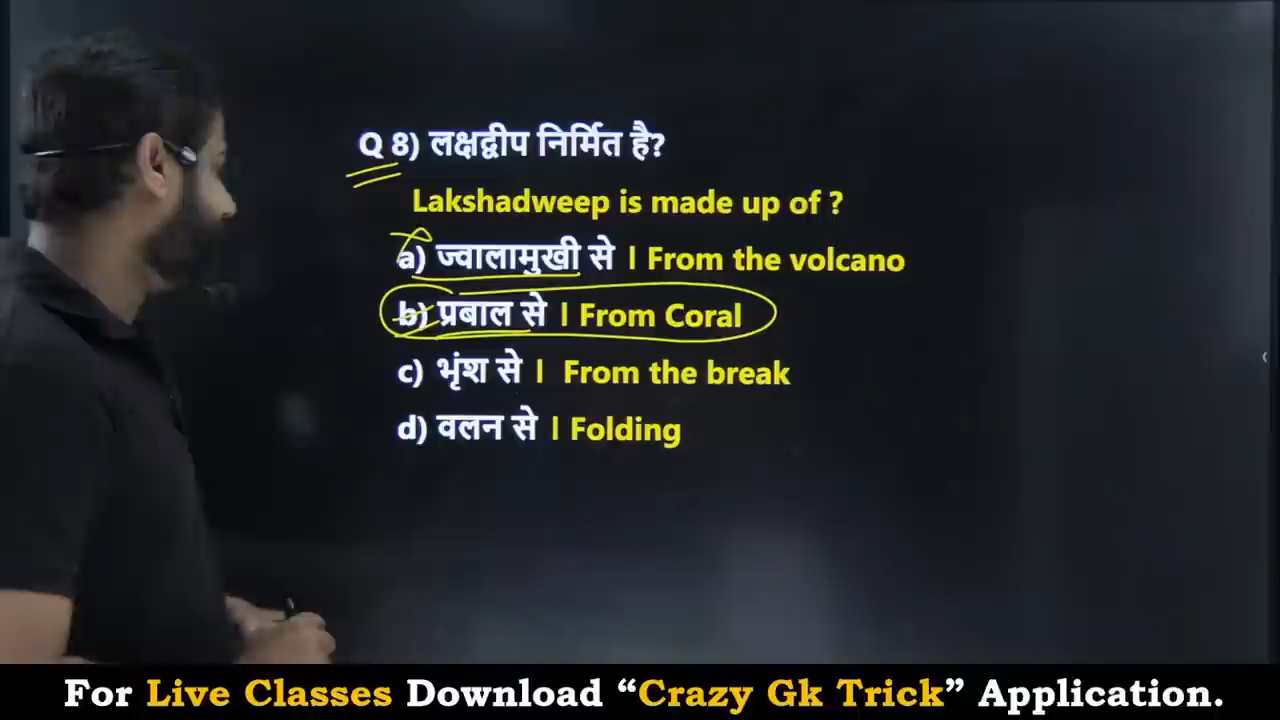 Q 8) लक्षद्वीप निर्मित है?
Lakshadweep is made up of ?
a) ज्वालामुखी से | From the volcano
b) प्रबाल से | From Coral
c) भृंश से | From the break
d) वलन से | Folding
For Live Classes Download “Crazy Gk Trick” Application.